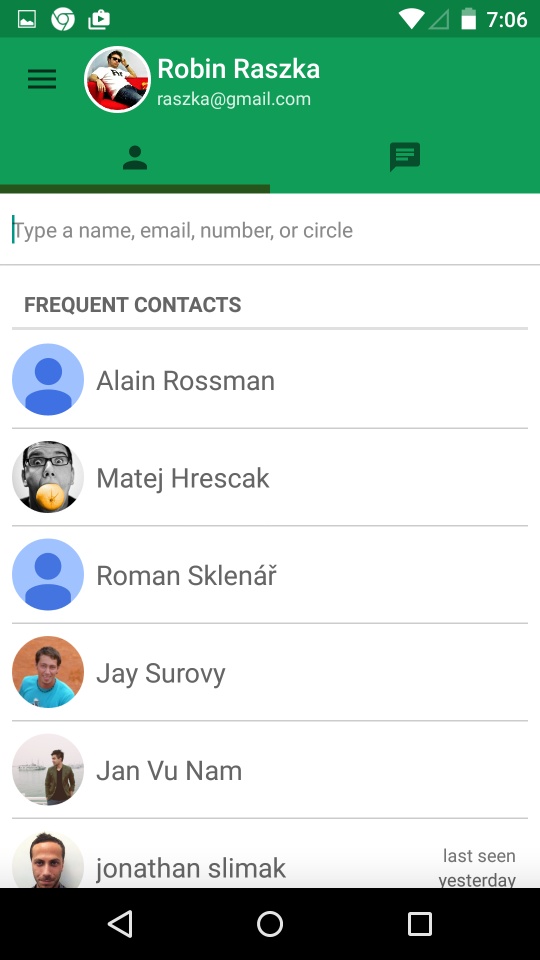 7:06
Robin Raszka
raszka@gmail.com
Type a name, email, number, or circle
FREQUENT CONTACTS
Alain Rossman
Matej Hrescak
Roman Sklenář
Jay Surovy
Jan Vu Nam
jonathan slimak
last seen
yesterday